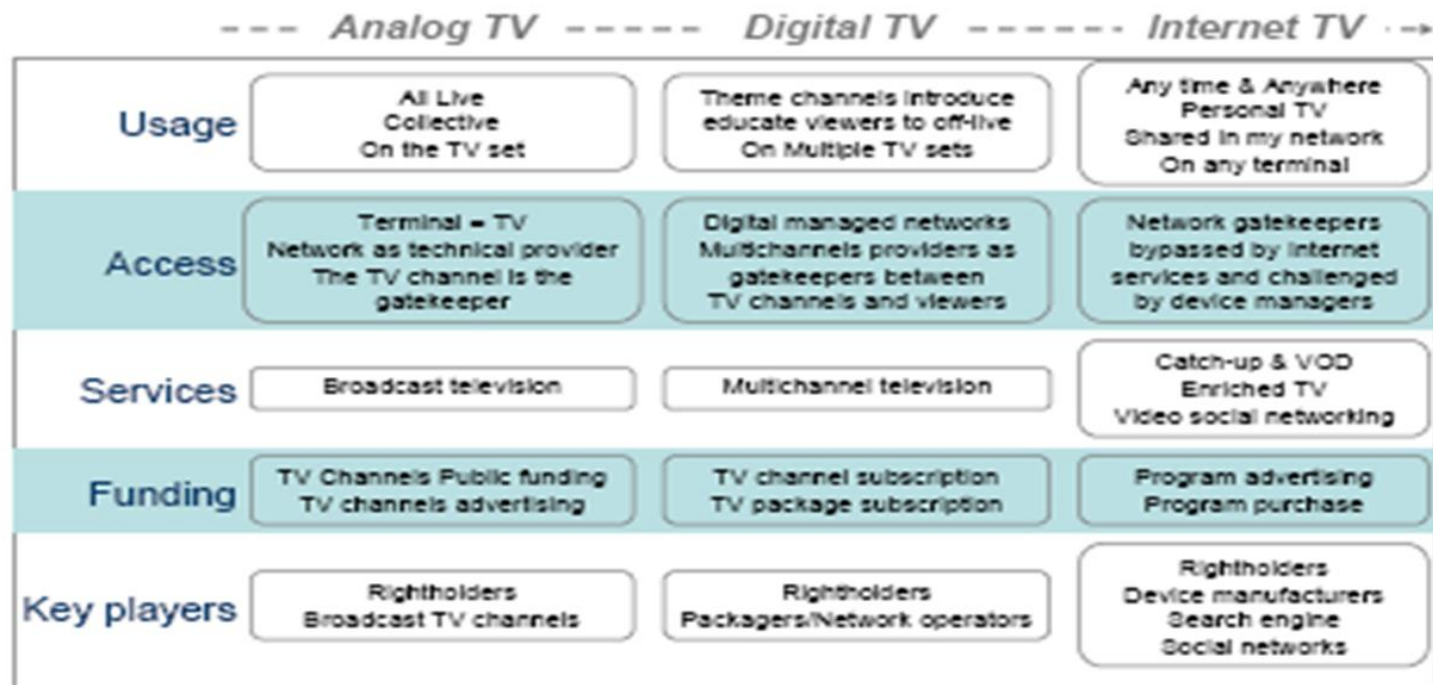 Analog TV
Digital TV
Internet TV
Usage
All Live
Collective
On the TV set
Theme channels introduce
educate viewers to off-live
On Multiple TV sets
Any time & Anywhere
Personal TV
Shared in my network
On any terminal
Access
Terminal = TV
Network as technical provider
The TV channel is the
gatekeeper
Digital managed networks
Multichannels providers as
gatekeepers between
TV channels and viewers
Network gatekeepers
bypassed by Internet
services and challenged
by device managers
Services
Broadcast television
Multichannel television
Catch-up & VOD
Enriched TV
Video social networking
Funding
TV Channels Public funding
TV channels advertising
TV channel subscription
TV package subscription
Program advertising
Program purchase
Key players
Rightholders
Broadcast TV channels
Rightholders
Packagers/Network operators
Rightholders
Device manufacturers
Search engine
Social networks